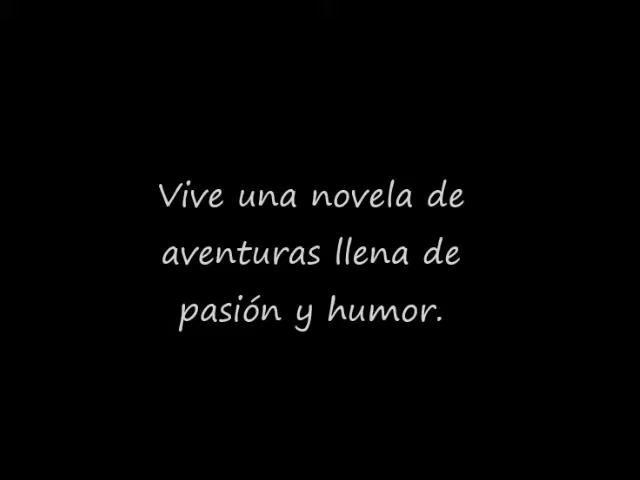 Vive una novela de
aventuras llena de
pasión y humor.